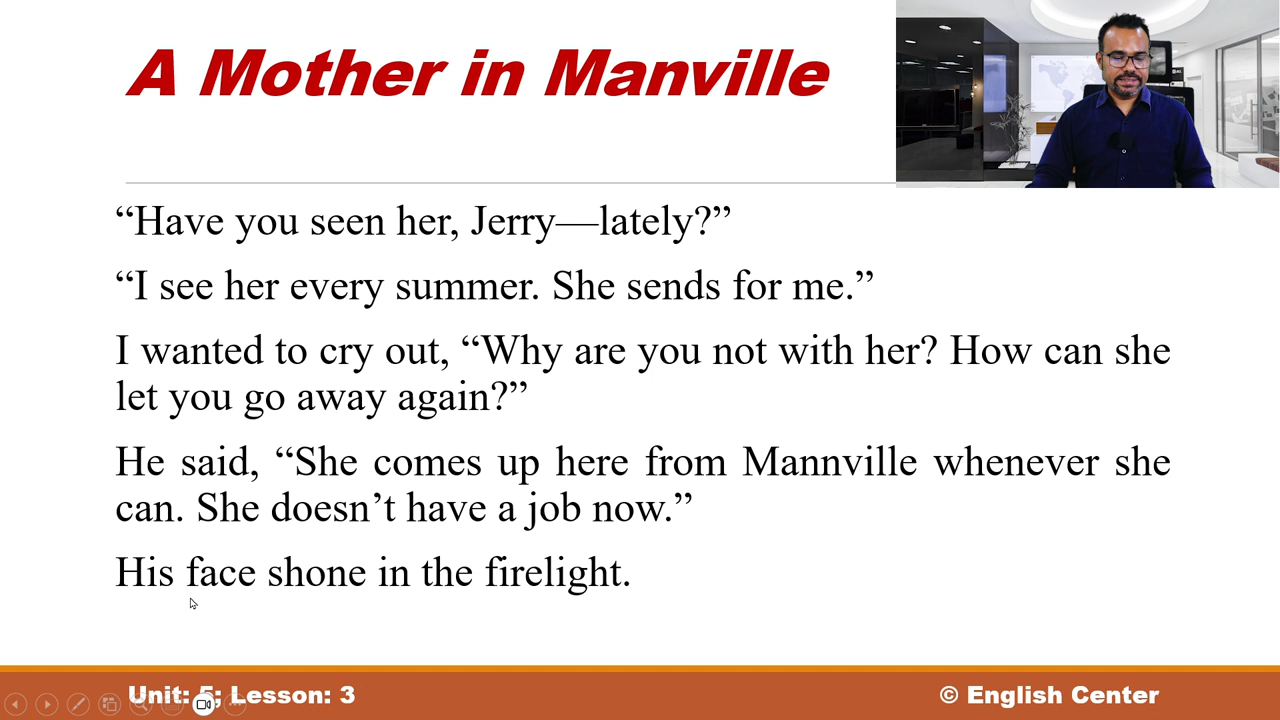 A Mother in Manville
“Have you seen her, Jerry—lately?”
“I see her every summer. She sends for me.”
I wanted to cry out, “Why are you not with her? How can she
let you go away again?”
He said, “She comes up here from Mannville whenever she
can. She doesn’t have a job now.”
His face shone in the firelight.
Unit: 5; Lesson: 3
© English Center